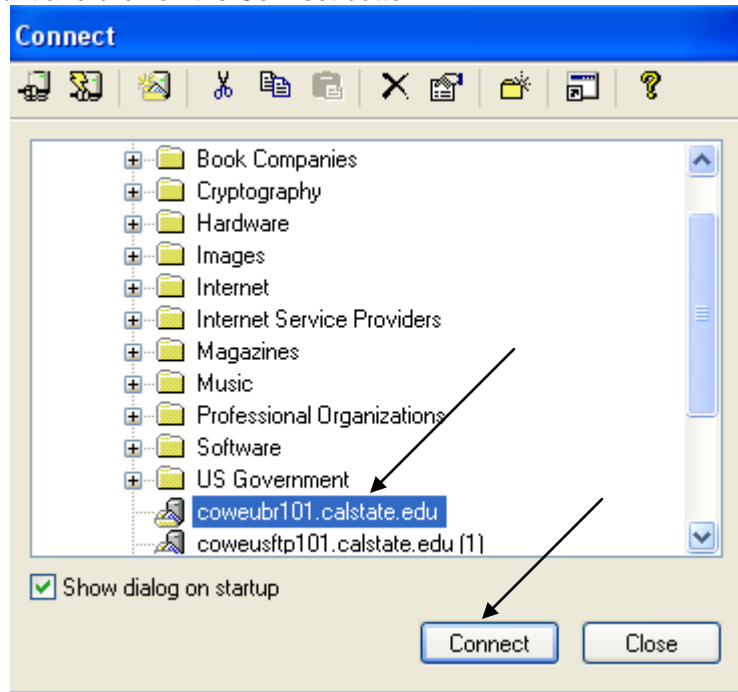 Connect
Book Companies
Cryptography
Hardware
Images
Internet
Internet Service Providers
Magazines
Music
Professional Organizations
Software
US Government
coweubr101.calstate.edu
coweusftp101.calstate.edu (1)
Show dialog on startup
Connect Close